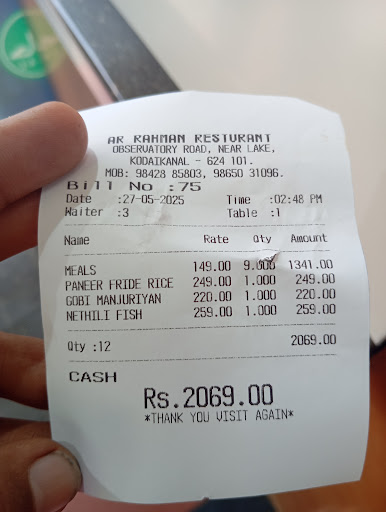 AR RAHMAN RESTURANT
OBSERVATORY ROAD, NEAR LAKE,
KODAIKANAL - 624 101.
MOB: 98428 85803, 98650 31096.
Bill No :75
Date :27-05-2025 Time :02:48 PM
Waiter :3 Table :1
Name Rate Qty Amount
MEALS 149.00 9.000 1341.00
PANEER FRIDE RICE 249.00 1.000 249.00
GOBI MANJURIYAN 220.00 1.000 220.00
NETHILI FISH 259.00 1.000 259.00
Qty :12 2069.00
CASH
Rs.2069.00
*THANK YOU VISIT AGAIN*